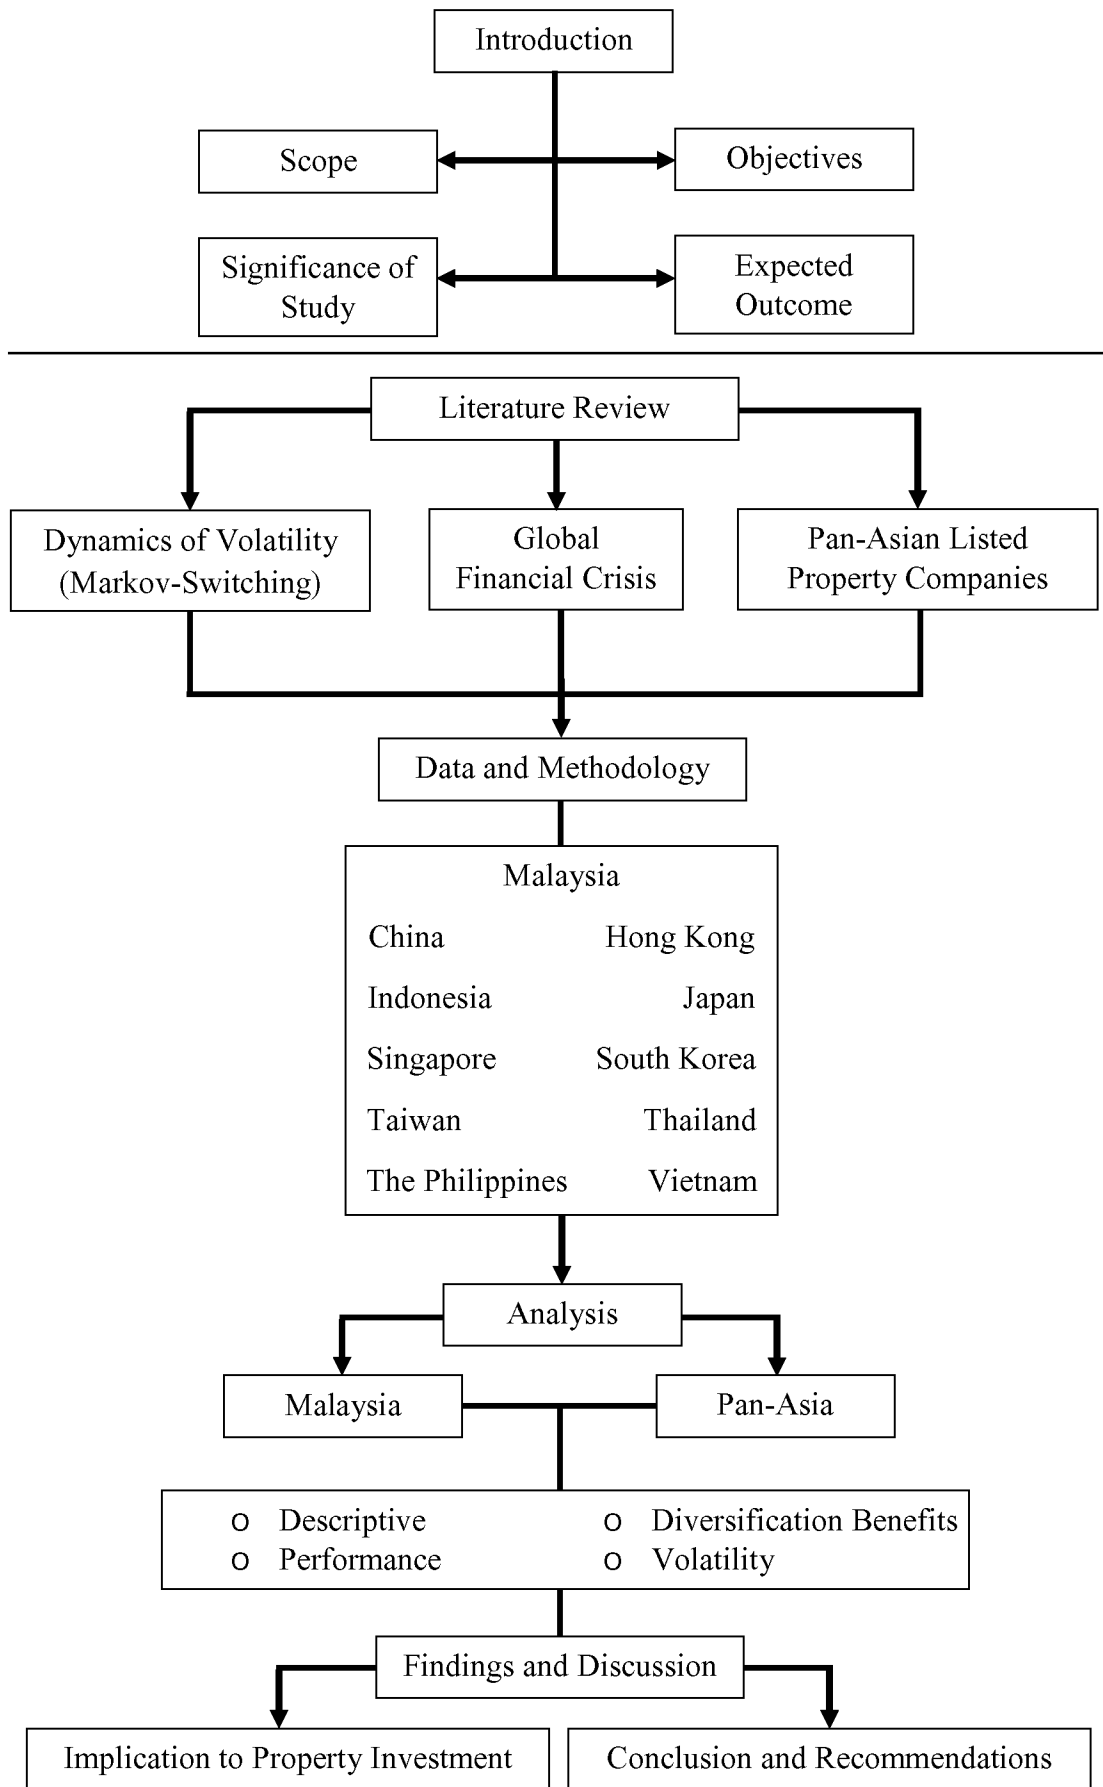 Introduction
Scope
Objectives
Significance of
Study
Expected
Outcome
Literature Review
Dynamics of Volatility
(Markov-Switching)
Global
Financial Crisis
Pan-Asian Listed
Property Companies
Data and Methodology
Malaysia
China Hong Kong
Indonesia Japan
Singapore South Korea
Taiwan Thailand
The Philippines Vietnam
Analysis
Malaysia
Pan-Asia
o Descriptive
o Performance
o Diversification Benefits
o Volatility
Findings and Discussion
Implication to Property Investment
Conclusion and Recommendations